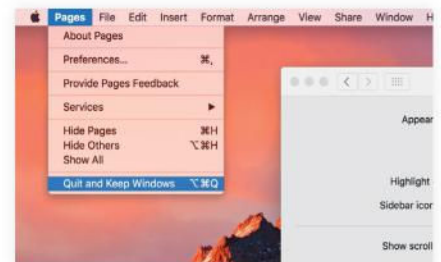 Pages File Edit Insert Format Arrange View Share Window H
About Pages
Preferences... ⌘,
Provide Pages Feedback
Services ▶
Hide Pages ⌘H
Hide Others ⌥⌘H
Show All
Quit and Keep Windows ⌥⌘Q
Appear
Highlight
Sidebar icor
Show scroll